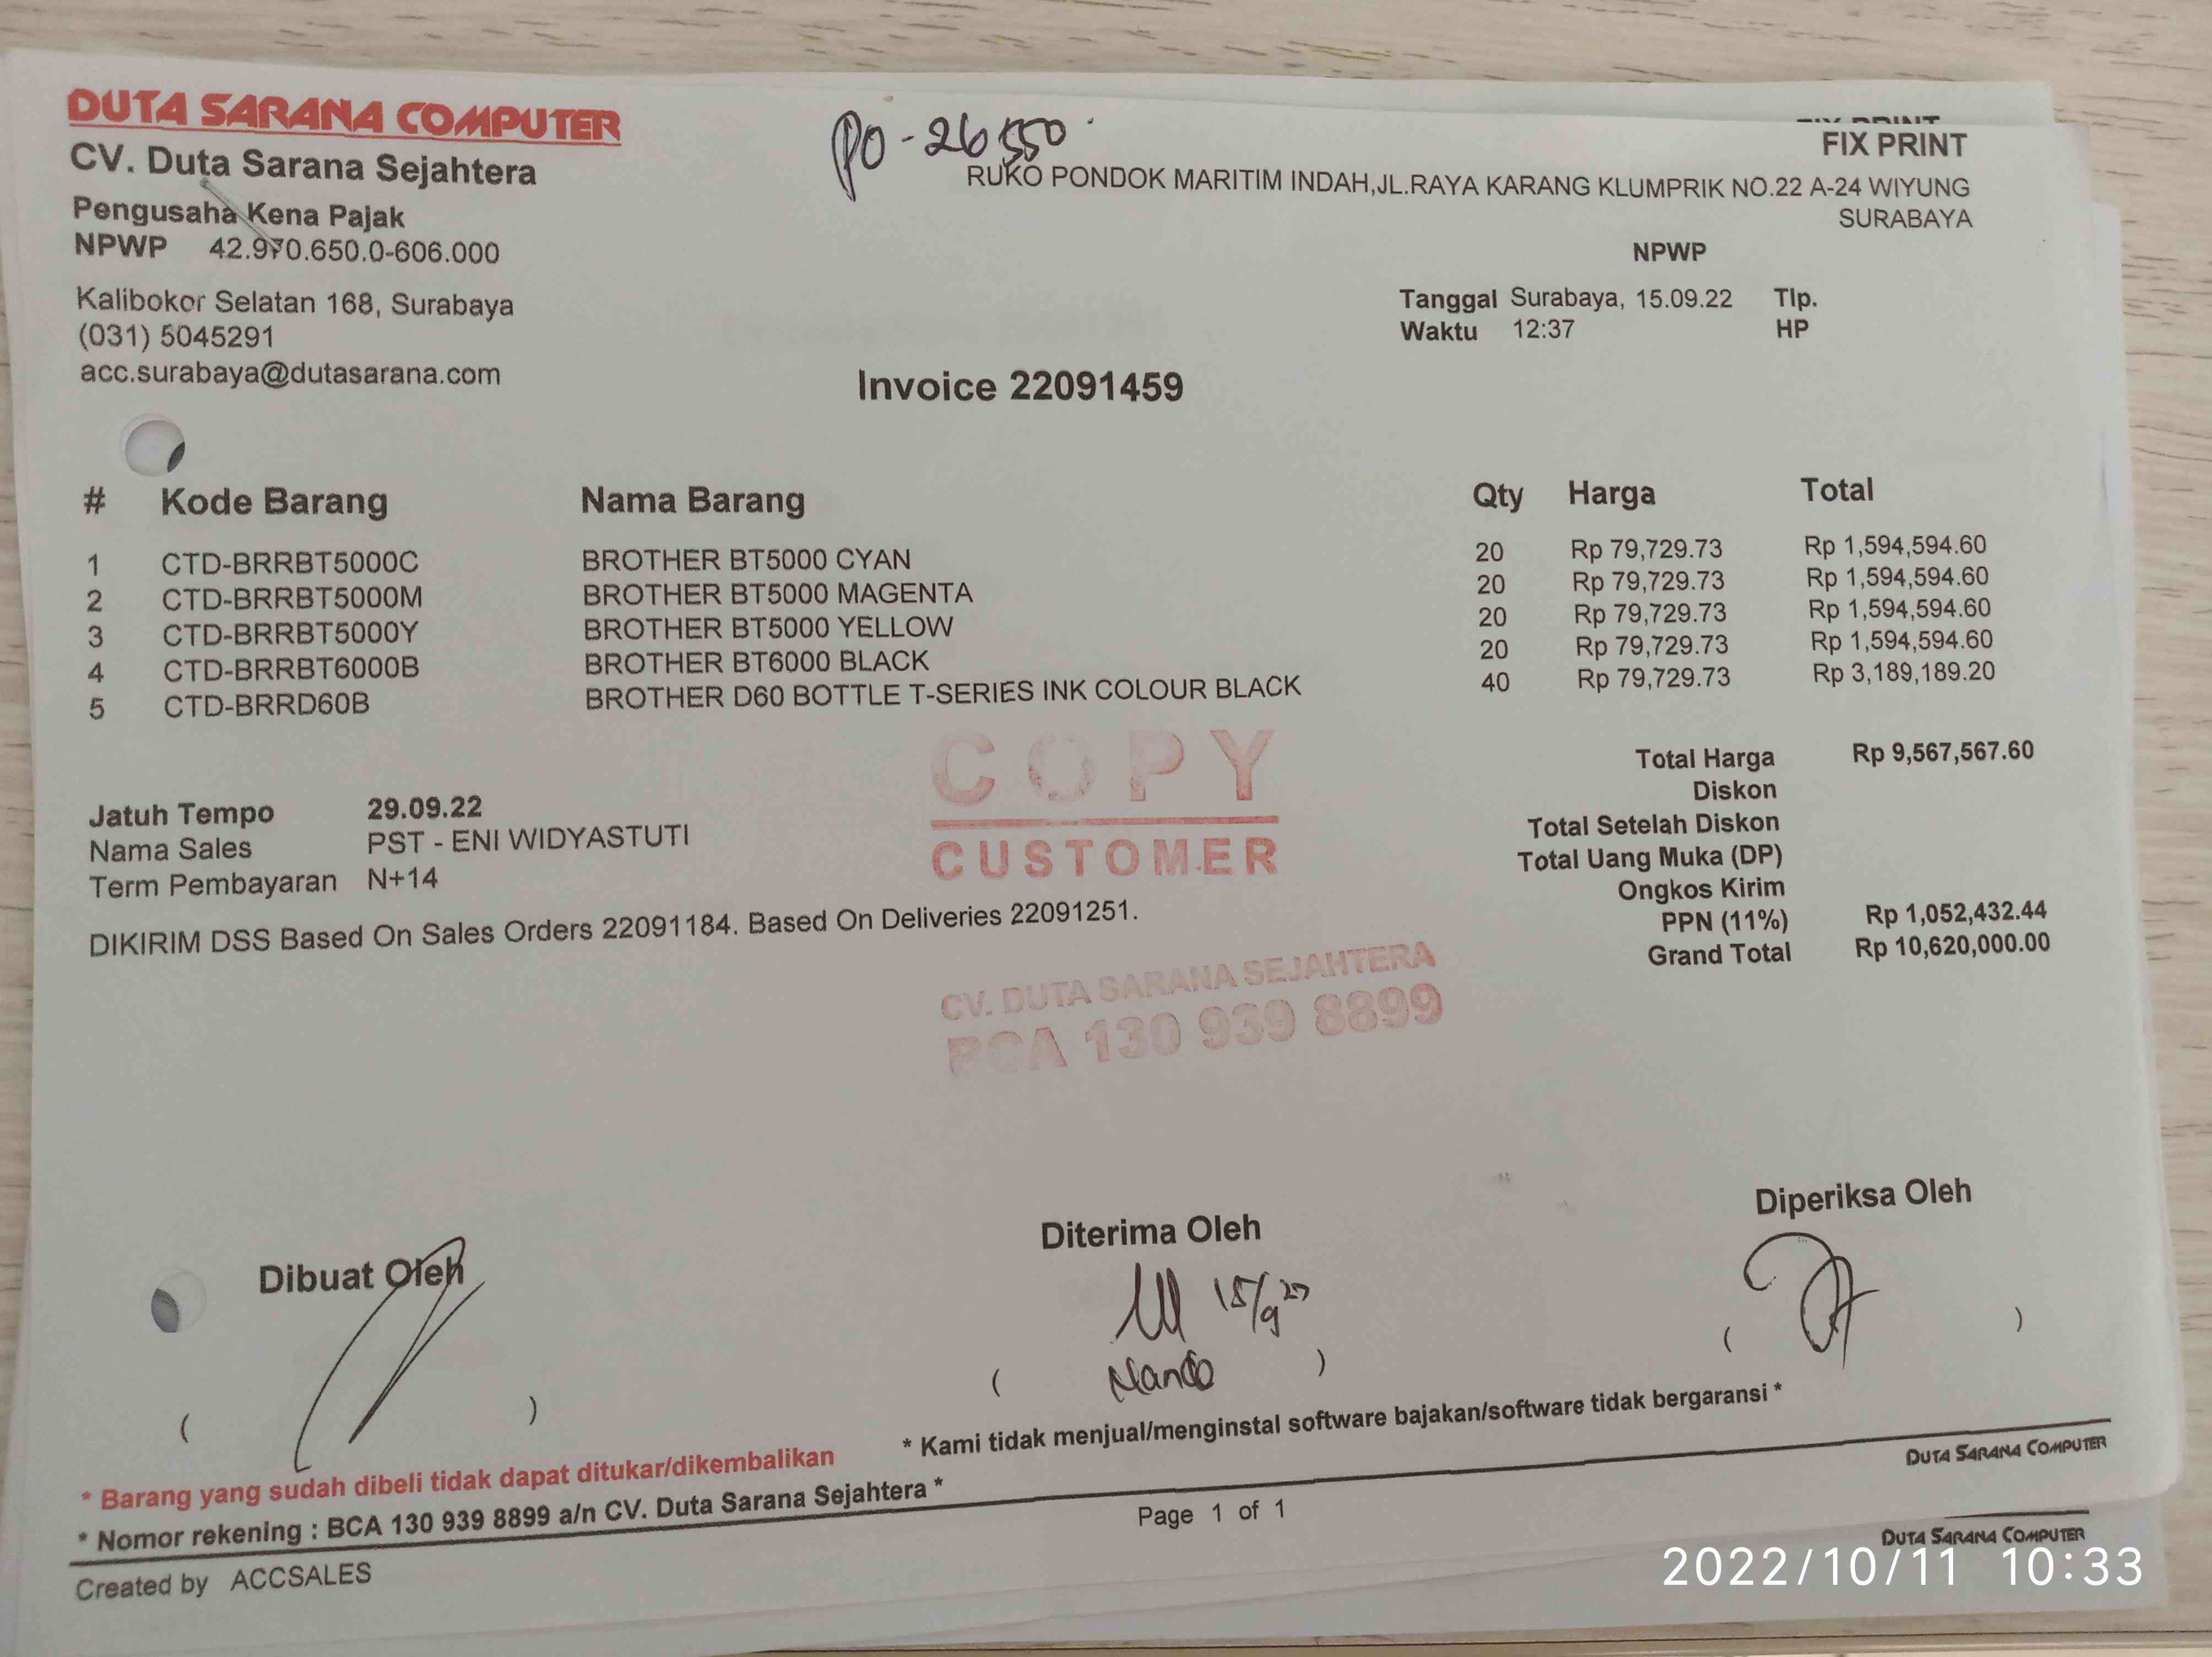 DUTA SARANA COMPUTER
CV. Duta Sarana Sejahtera
Pengusaha Kena Pajak
NPWP 42.970.650.0-606.000
Kalibokor Selatan 168, Surabaya
(031) 5045291
acc.surabaya@dutasarana.com
PO-26550
FIX PRINT
FIX PRINT
RUKO PONDOK MARITIM INDAH,JL.RAYA KARANG KLUMPRIK NO.22 A-24 WIYUNG
SURABAYA
NPWP
Tanggal Surabaya, 15.09.22 Tlp.
Waktu 12:37 HP
Invoice 22091459
# Kode Barang Nama Barang Qty Harga Total
1 CTD-BRRBT5000C BROTHER BT5000 CYAN 20 Rp 79,729.73 Rp 1,594,594.60
2 CTD-BRRBT5000M BROTHER BT5000 MAGENTA 20 Rp 79,729.73 Rp 1,594,594.60
3 CTD-BRRBT5000Y BROTHER BT5000 YELLOW 20 Rp 79,729.73 Rp 1,594,594.60
4 CTD-BRRBT6000B BROTHER BT6000 BLACK 20 Rp 79,729.73 Rp 1,594,594.60
5 CTD-BRRD60B BROTHER D60 BOTTLE T-SERIES INK COLOUR BLACK 40 Rp 79,729.73 Rp 3,189,189.20
COPY
CUSTOMER
Total Harga Rp 9,567,567.60
Diskon
Total Setelah Diskon
Total Uang Muka (DP)
Ongkos Kirim
PPN (11%) Rp 1,052,432.44
Grand Total Rp 10,620,000.00
Jatuh Tempo 29.09.22
Nama Sales PST - ENI WIDYASTUTI
Term Pembayaran N+14
DIKIRIM DSS Based On Sales Orders 22091184. Based On Deliveries 22091251.
CV. DUTA SARANA SEJAHTERA
BCA 130 939 8899
Dibuat Oleh
( )
Diterima Oleh
15/9
( Nando )
Diperiksa Oleh
( )
* Barang yang sudah dibeli tidak dapat ditukar/dikembalikan
* Kami tidak menjual/menginstal software bajakan/software tidak bergaransi *
* Nomor rekening : BCA 130 939 8899 a/n CV. Duta Sarana Sejahtera *
DUTA SARANA COMPUTER
Page 1 of 1
Created by ACCSALES
DUTA SARANA COMPUTER
2022/10/11 10:33